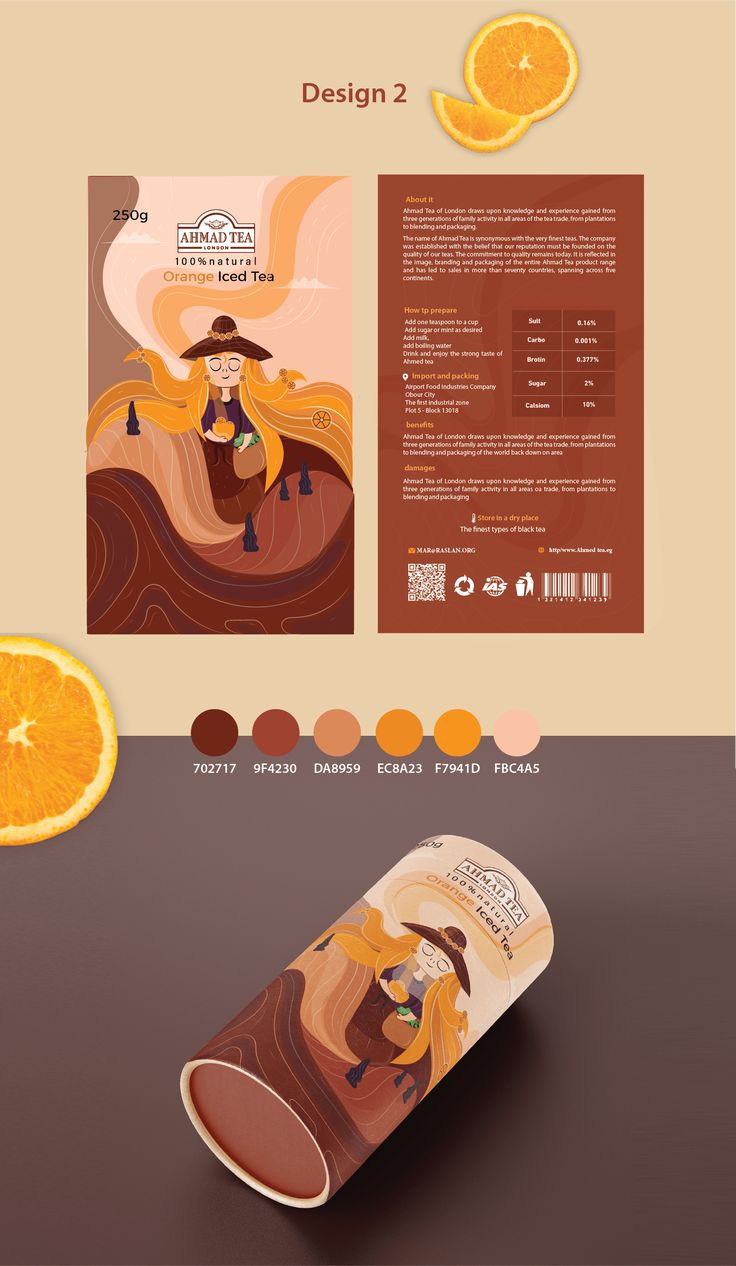 Design 2
250g
AHMAD TEA
LONDON
100% natural
Orange Iced Tea
About it
Ahmad Tea of London draws upon knowledge and experience gained from
three generations of family activity in all areas of the tea trade, from plantations
to blending and packaging.
The name of Ahmad Tea is synonymous with the very finest teas. The company
was established with the belief that our reputation must be founded on the
quality of our teas. The commitment to quality remains today. It is reflected in
the image, branding and packaging of the entire Ahmad Tea product range
and has led to sales in more than seventy countries, spanning across five
continents.
How tp prepare
Add one teaspoon to a cup
Add sugar or mint as desired
Add milk,
add boiling water
Drink and enjoy the strong taste of
Ahmed tea
Sult 0.16%
Carbo 0.001%
Brotin 0.377%
Sugar 2%
Calsiom 10%
Import and packing
Airport Food Industries Company
Obour City
The first industrial zone
Plot 5 - Block 13018
benefits
Ahmad Tea of London draws upon knowledge and experience gained from
three generations of family activity in all areas of the tea trade, from plantations
to blending and packaging of the world back down on area
damages
Ahmad Tea of London draws upon knowledge and experience gained from
three generations of family activity in all areas oa trade, from plantations to
blending and packaging
Store in a dry place
The finest types of black tea
MAR@RASLAN.ORG
http/www.Ahmed tea.eg
IAS
1 321412 341239
702717 9F4230 DA8959 EC8A23 F7941D FBC4A5
250g
AHMAD TEA
LONDON
100% natural
Orange Iced Tea